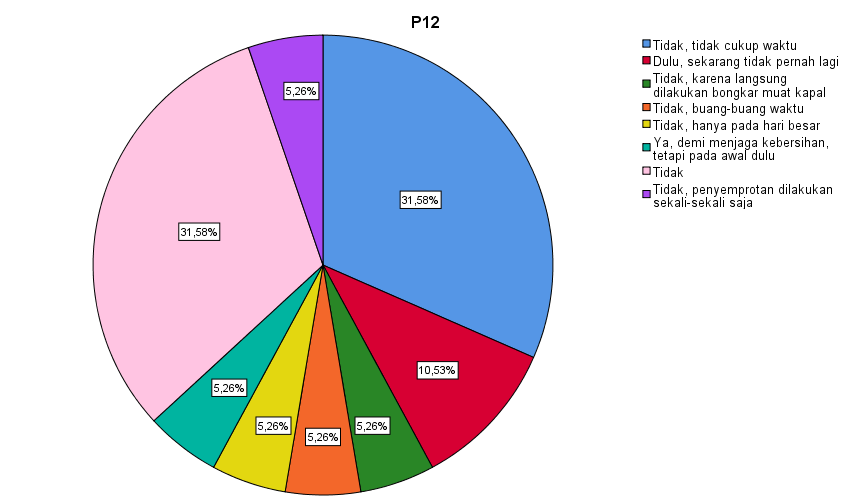 P12
Tidak, tidak cukup waktu
Dulu, sekarang tidak pernah lagi
Tidak, karena langsung
dilakukan bongkar muat kapal
Tidak, buang-buang waktu
Tidak, hanya pada hari besar
Ya, demi menjaga kebersihan,
tetapi pada awal dulu
Tidak
Tidak, penyemprotan dilakukan
sekali-sekali saja
5,26%
31,58%
31,58%
10,53%
5,26%
5,26%
5,26%
5,26%